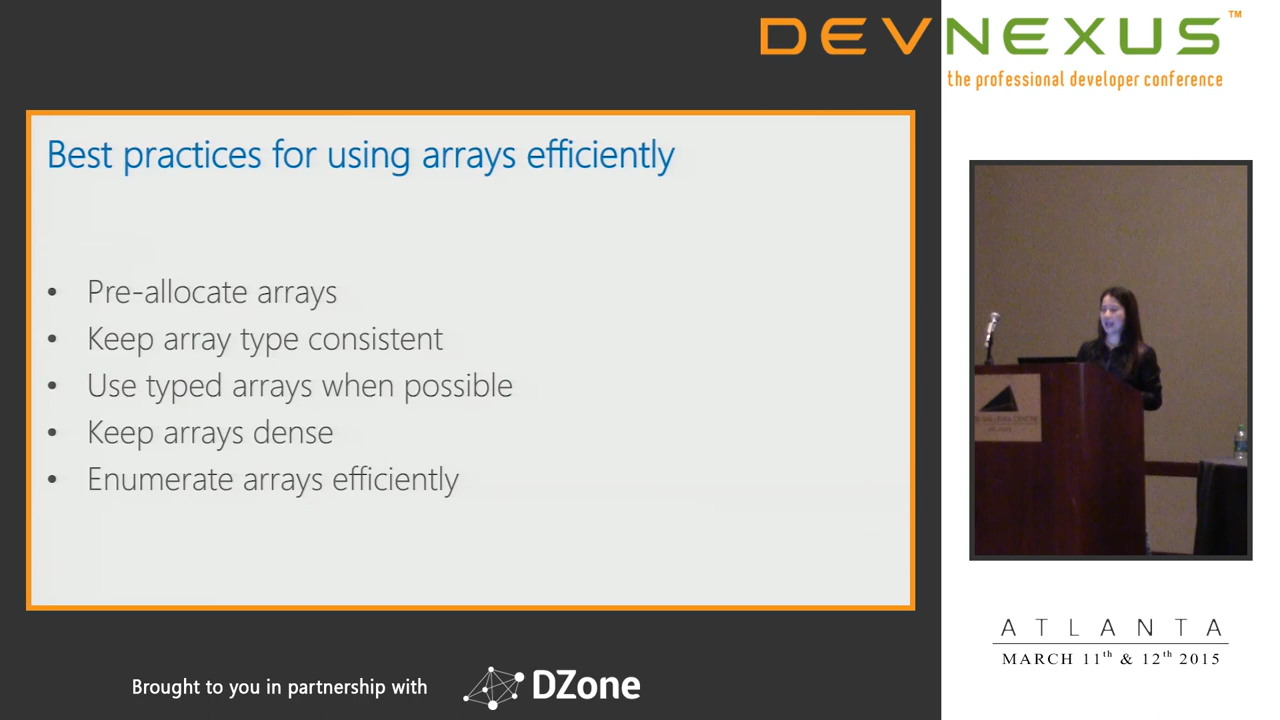 DEVNEXUS™
the professional developer conference
Best practices for using arrays efficiently
• Pre-allocate arrays
• Keep array type consistent
• Use typed arrays when possible
• Keep arrays dense
• Enumerate arrays efficiently
ATLANTA
MARCH 11th & 12th 2015
Brought to you in partnership with
DZone